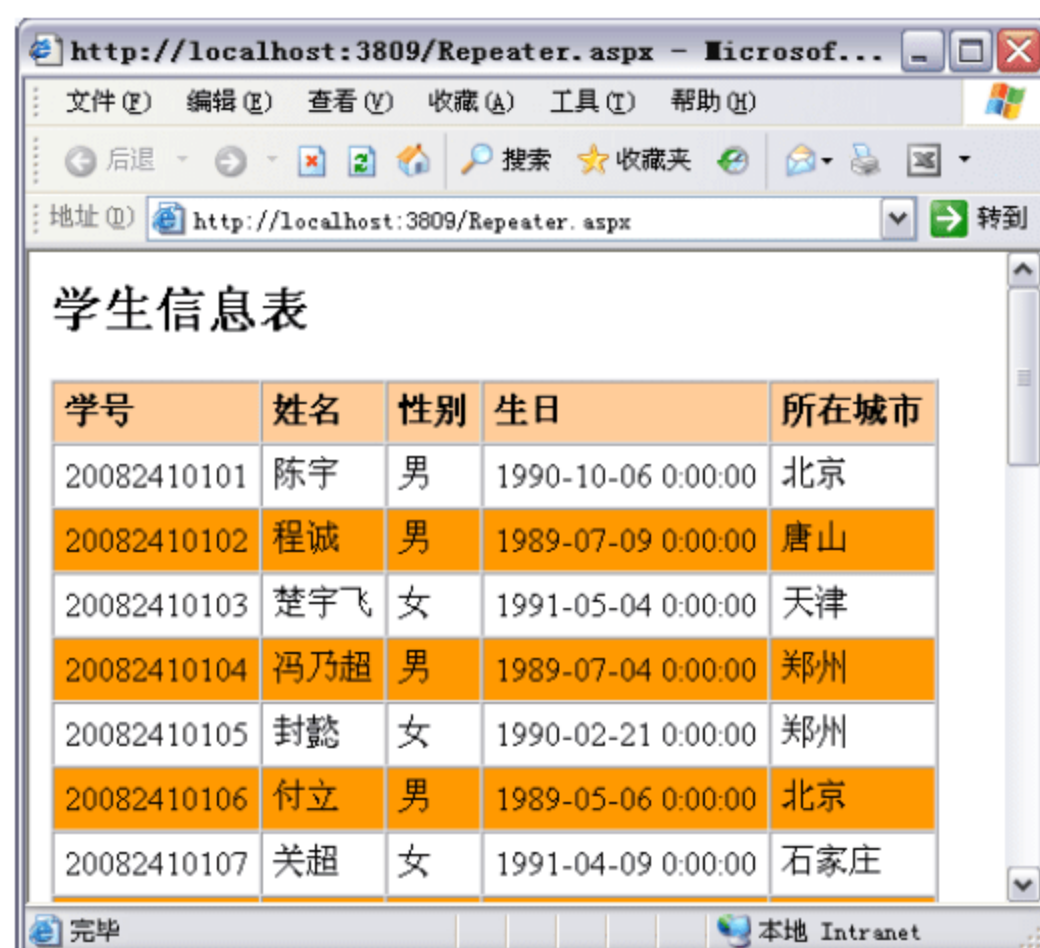 http://localhost:3809/Repeater.aspx - Microsof...
文件(F) 编辑(E) 查看(V) 收藏(A) 工具(T) 帮助(H)
后退 搜索 收藏夹
地址(D) http://localhost:3809/Repeater.aspx 转到
学生信息表
学号 姓名 性别 生日 所在城市
20082410101 陈宇 男 1990-10-06 0:00:00 北京
20082410102 程诚 男 1989-07-09 0:00:00 唐山
20082410103 楚宇飞 女 1991-05-04 0:00:00 天津
20082410104 冯乃超 男 1989-07-04 0:00:00 郑州
20082410105 封懿 女 1990-02-21 0:00:00 郑州
20082410106 付立 男 1989-05-06 0:00:00 北京
20082410107 关超 女 1991-04-09 0:00:00 石家庄
完毕 本地 Intranet